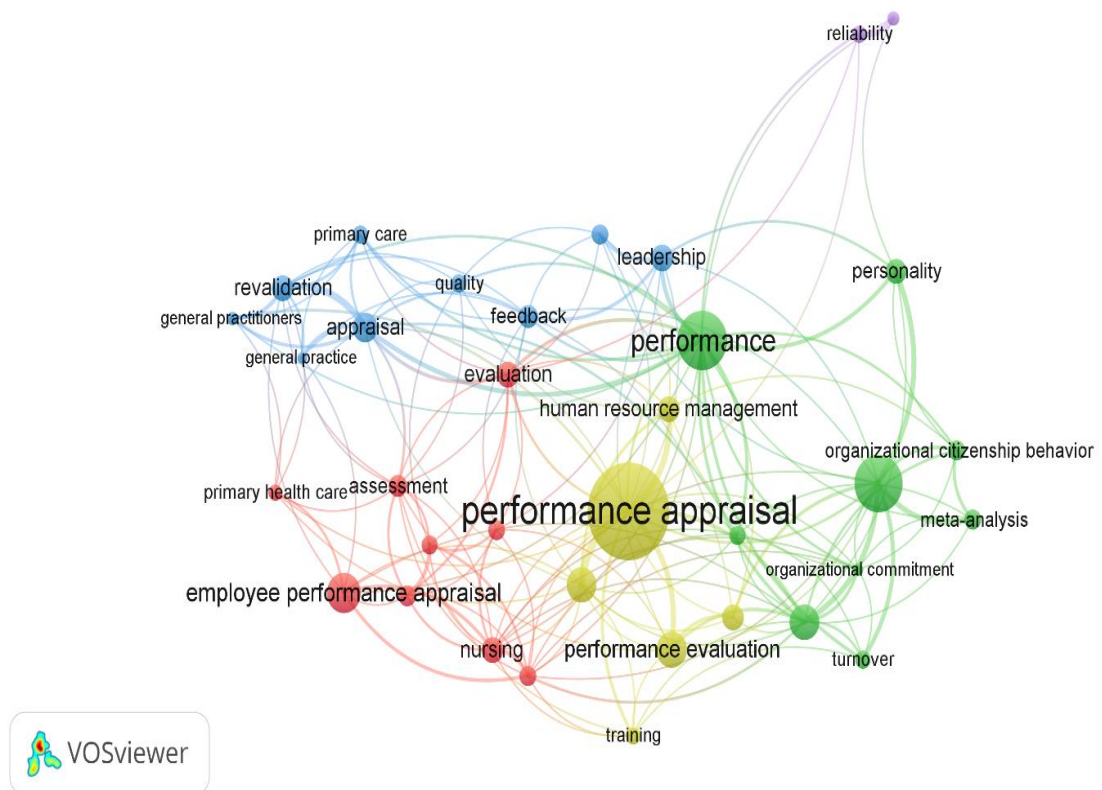 reliability
primary care
leadership
personality
revalidation
quality
general practitioners
appraisal
feedback
performance
general practice
evaluation
human resource management
organizational citizenship behavior
primary health care
assessment
performance appraisal
meta-analysis
organizational commitment
employee performance appraisal
nursing
performance evaluation
turnover
training
VOSviewer